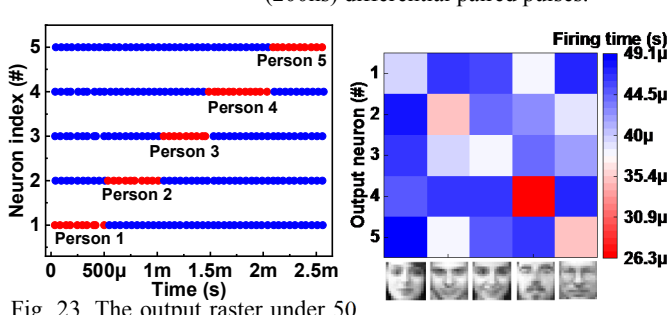 (200ns) differential paired pulses.
Neuron index (#)
5
4
3
2
1
Person 5
Person 4
Person 3
Person 2
Person 1
0 500µ 1m 1.5m 2m 2.5m
Time (s)
Firing time (s)
Output neuron (#)
1
2
3
4
5
49.1µ
44.5µ
40µ
35.4µ
30.9µ
26.3µ
Fig. 23. The output raster under 50